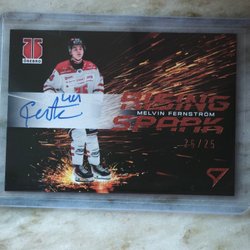 ÖREBRO
RISING
MELVIN FERNSTRÖM
SPARK
25/25